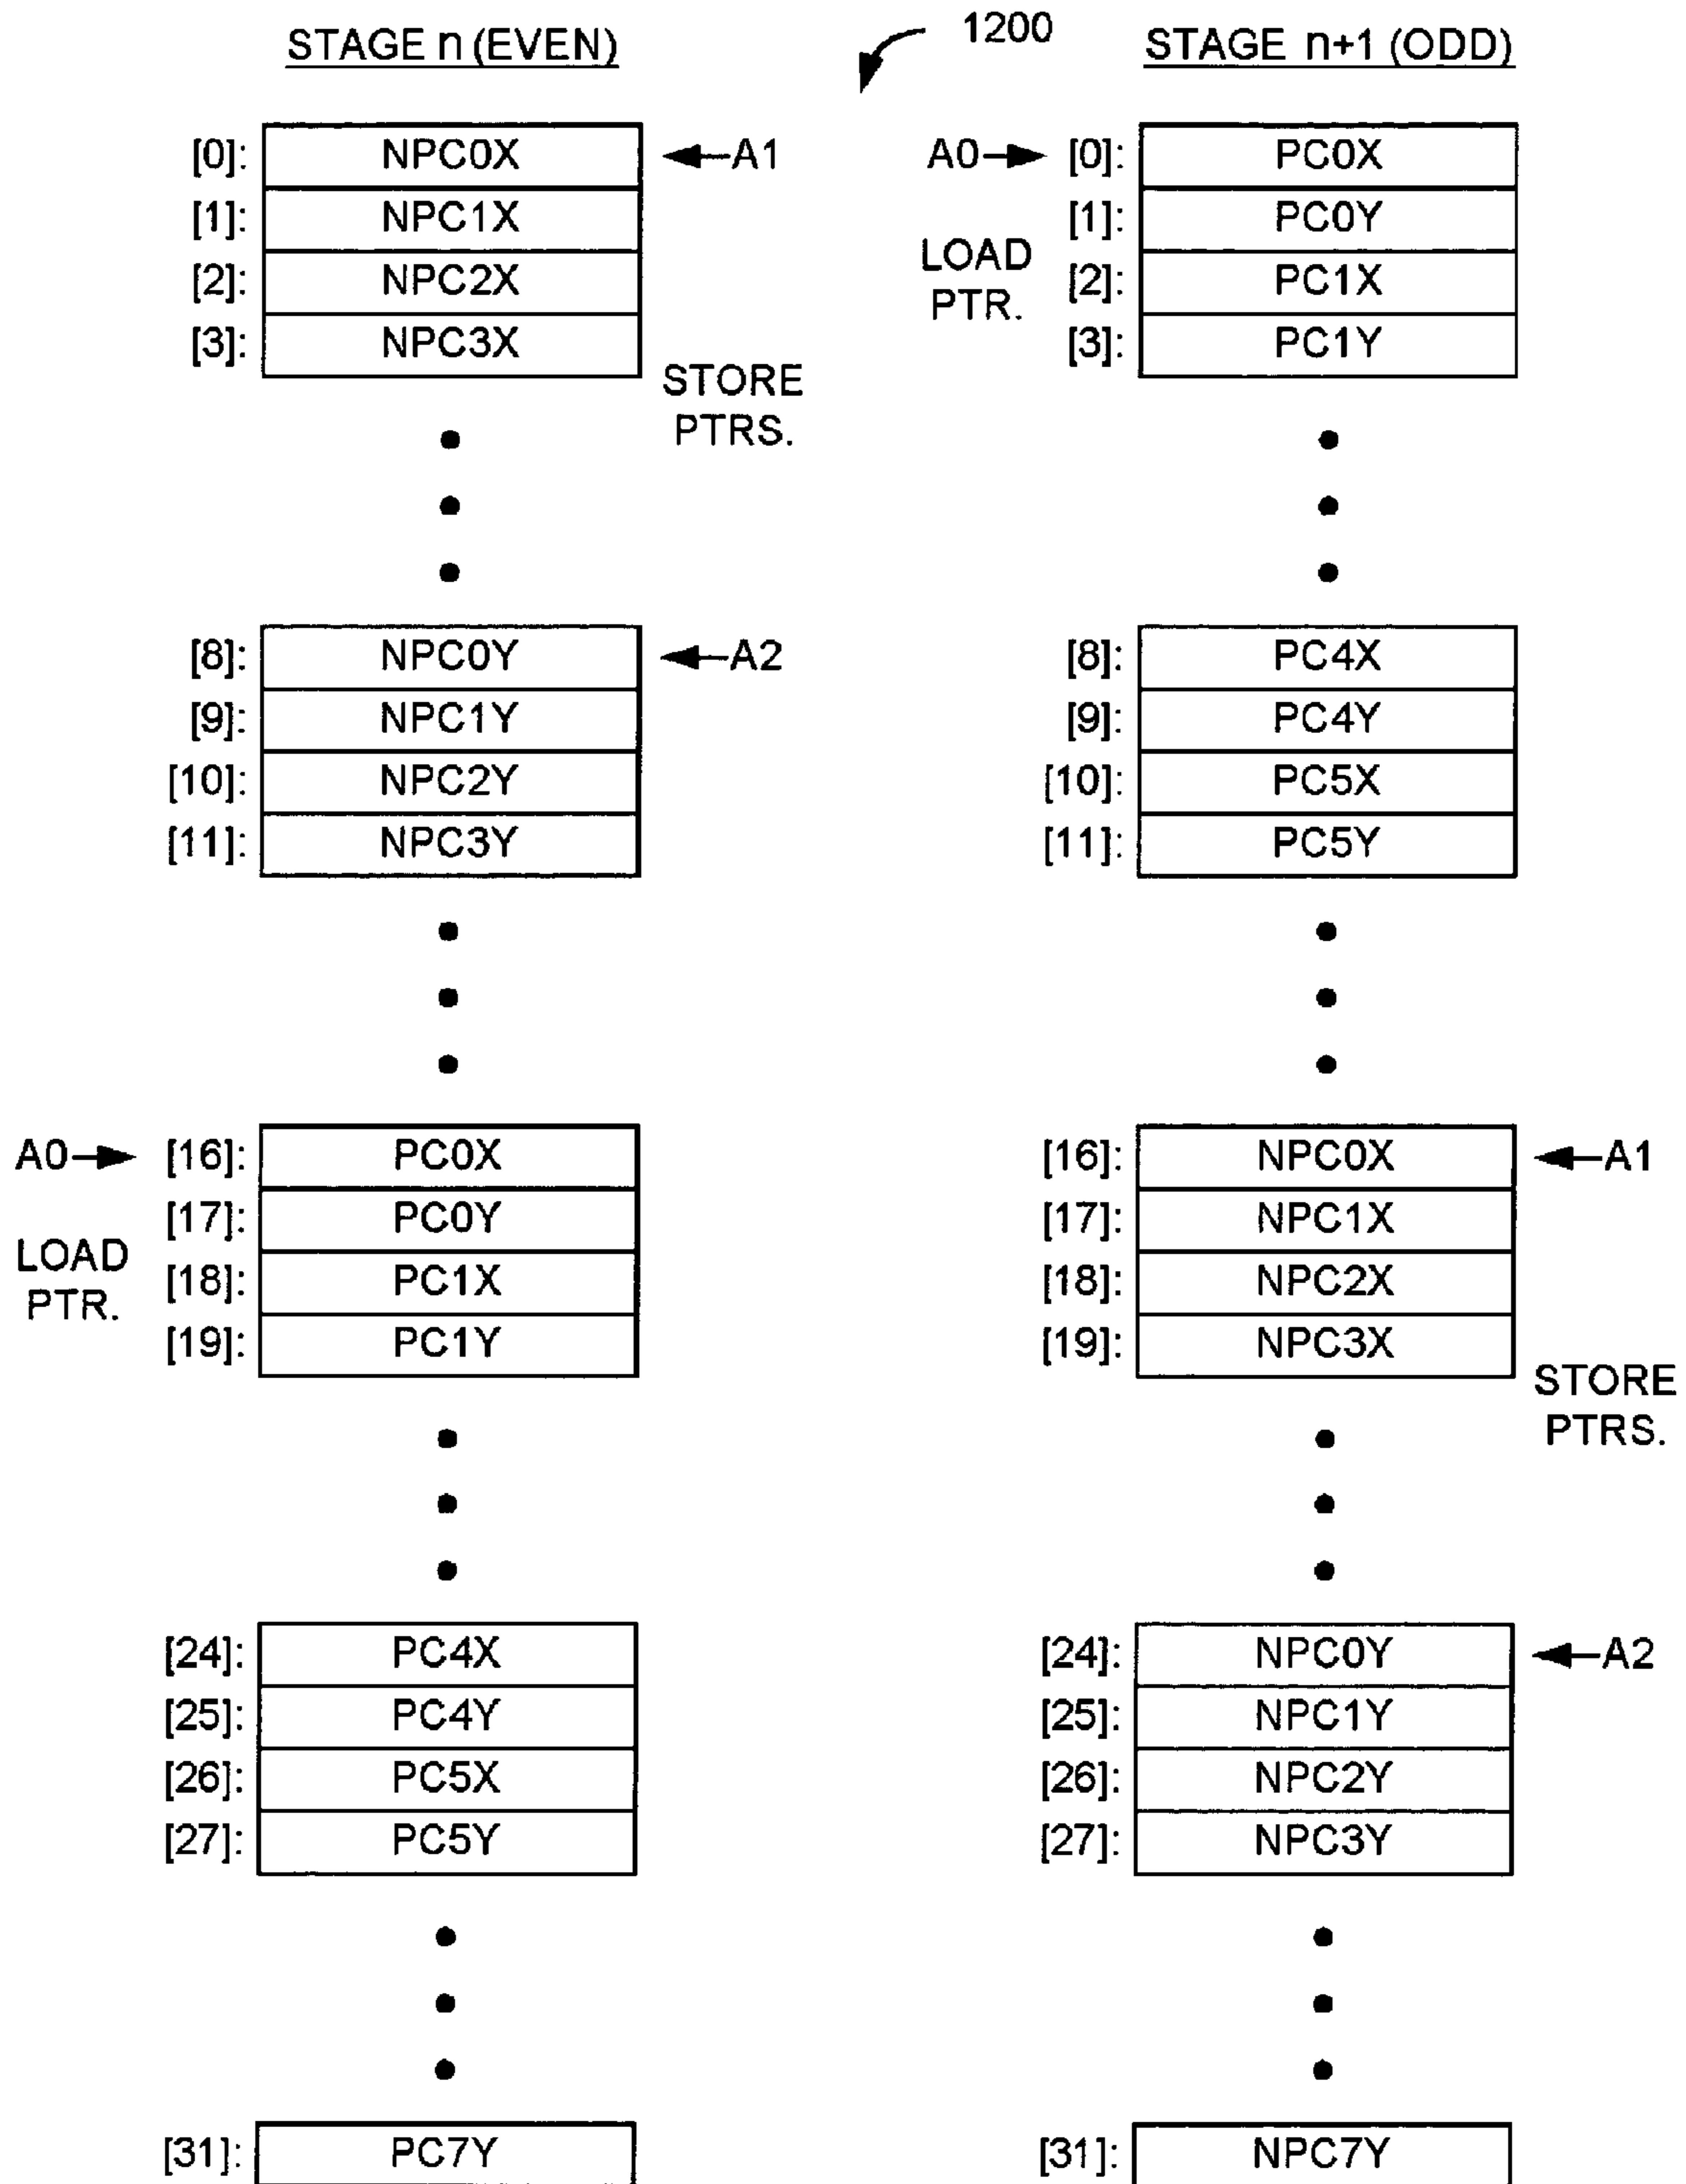 STAGE n (EVEN)
1200
STAGE n+1 (ODD)
[0]: NPC0X A1
[1]: NPC1X
[2]: NPC2X
[3]: NPC3X
STORE
PTRS.
A0 [0]: PC0X
[1]: PC0Y
[2]: PC1X
[3]: PC1Y
LOAD
PTR.
[8]: NPC0Y A2
[9]: NPC1Y
[10]: NPC2Y
[11]: NPC3Y
[8]: PC4X
[9]: PC4Y
[10]: PC5X
[11]: PC5Y
A0 [16]: PC0X
[17]: PC0Y
[18]: PC1X
[19]: PC1Y
LOAD
PTR.
[16]: NPC0X A1
[17]: NPC1X
[18]: NPC2X
[19]: NPC3X
STORE
PTRS.
[24]: PC4X
[25]: PC4Y
[26]: PC5X
[27]: PC5Y
[24]: NPC0Y A2
[25]: NPC1Y
[26]: NPC2Y
[27]: NPC3Y
[31]: PC7Y
[31]: NPC7Y